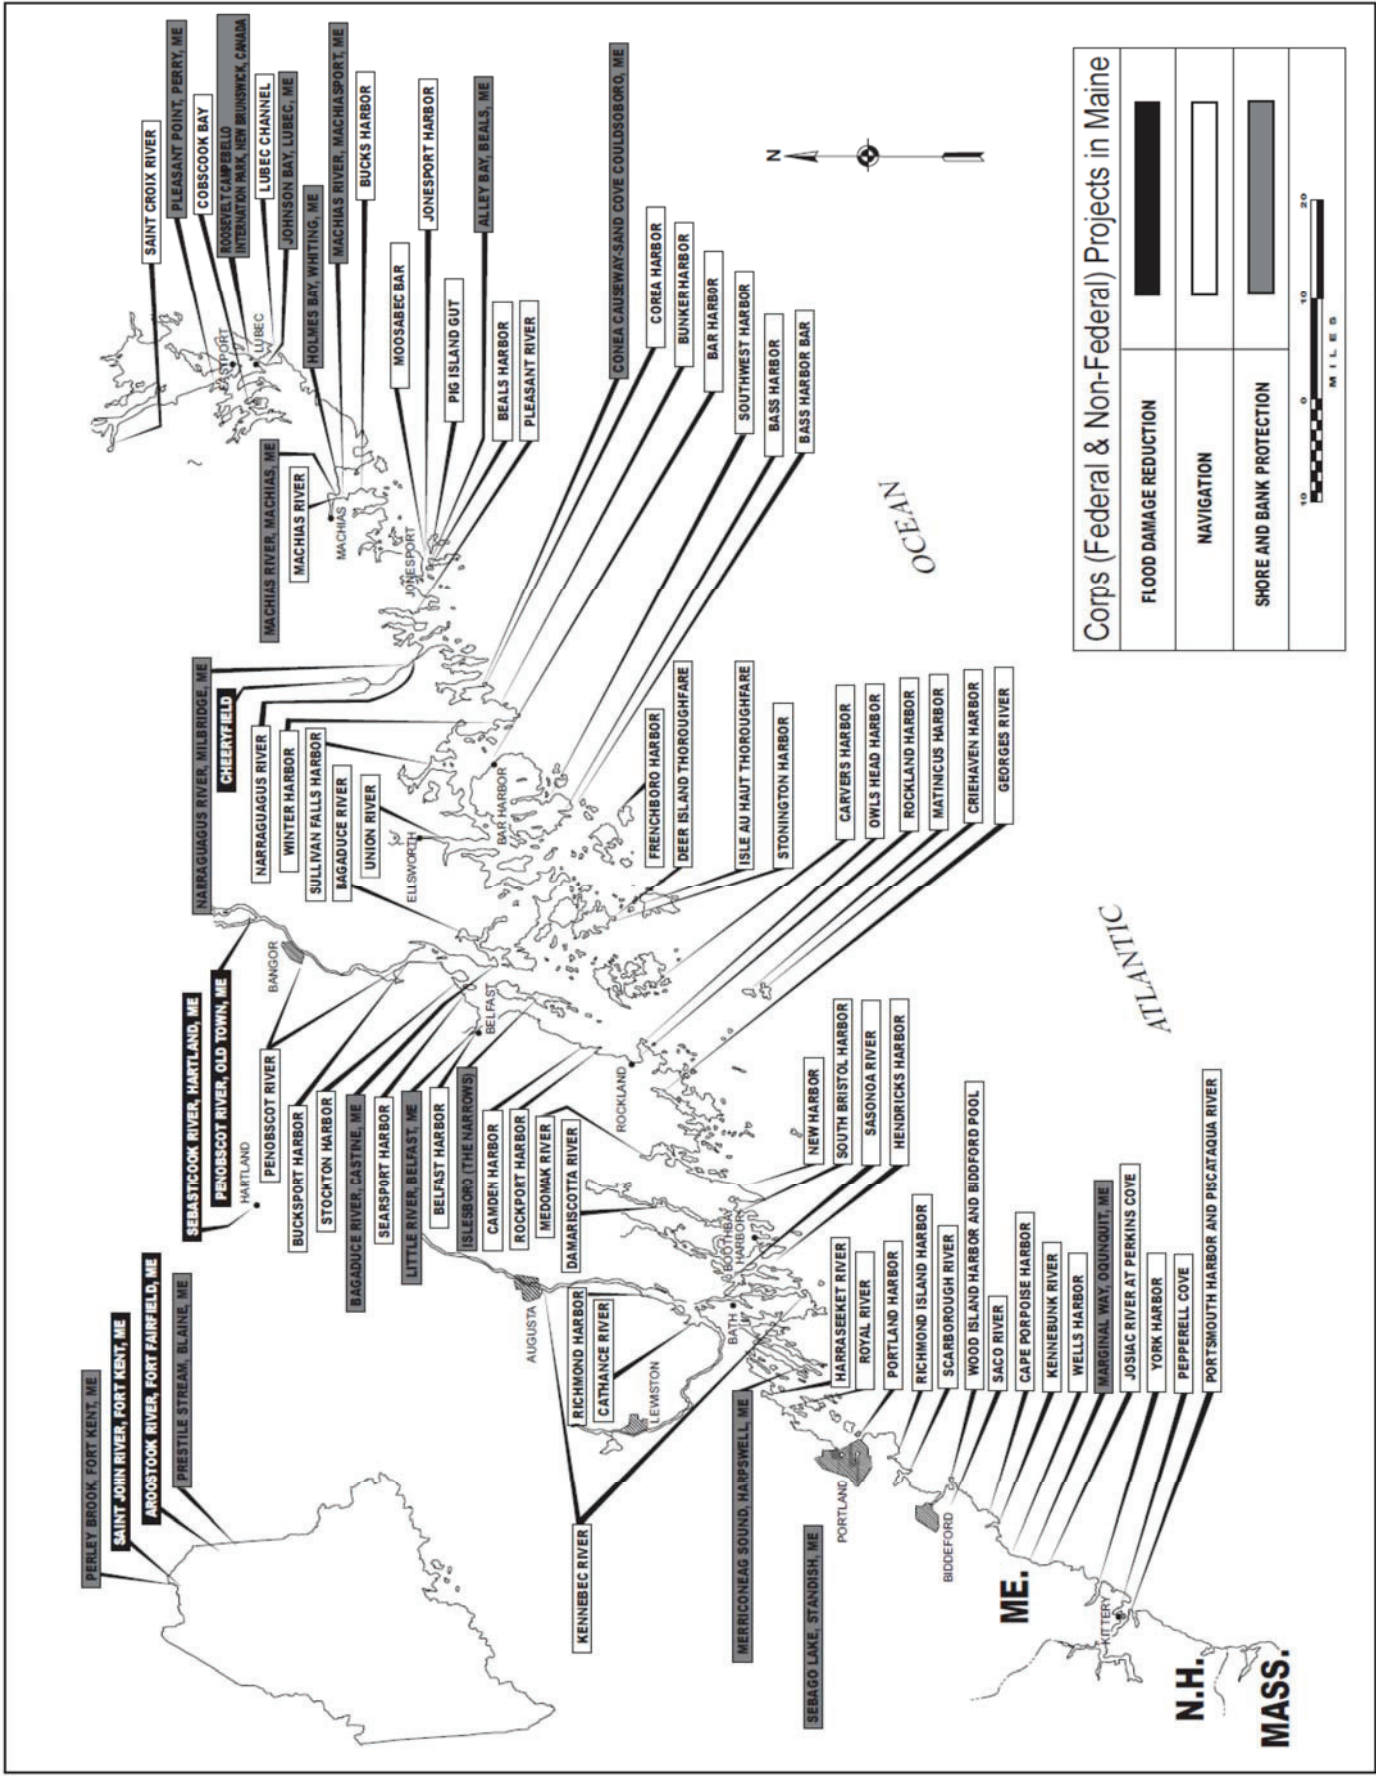 PERLEY BROOK, FORT KENT, ME
SAINT JOHN RIVER, FORT KENT, ME
AROOSTOOK RIVER, FORT FAIRFIELD, ME
PRESTILE STREAM, BLAINE, ME
SEBASTICOOK RIVER, HARTLAND, ME
PENOBSCOT RIVER, OLD TOWN, ME
HARTLAND
PENOBSCOT RIVER
BUCKSPORT HARBOR
STOCKTON HARBOR
BAGADUCE RIVER, CASTINE, ME
SEARSPORT HARBOR
LITTLE RIVER, BELFAST, ME
BELFAST HARBOR
ISLESBORO (THE NARROWS)
CAMDEN HARBOR
ROCKPORT HARBOR
MEDOMAK RIVER
DAMARISCOTTA RIVER
BANGOR
BELFAST
ROCKLAND
NARRAGUAGUS RIVER, MILBRIDGE, ME
CHEERYFIELD
NARRAGUAGUS RIVER
WINTER HARBOR
SULLIVAN FALLS HARBOR
BAGADUCE RIVER
UNION RIVER
ELLSWORTH
BAR HARBOR
MACHIAS RIVER, MACHIAS, ME
MACHIAS RIVER
MACHIAS
JONESPORT
SAINT CROIX RIVER
PLEASANT POINT, PERRY, ME
COBSCOOK BAY
ROOSEVELT CAMPEBELLO
INTERNATION PARK, NEW BRUNSWICK, CANADA
LUBEC CHANNEL
JOHNSON BAY, LUBEC, ME
HOLMES BAY, WHITING, ME
MACHIAS RIVER, MACHIASPORT, ME
BUCKS HARBOR
EASTPORT
LUBEC
MOOSABEC BAR
JONESPORT HARBOR
PIG ISLAND GUT
ALLEY BAY, BEALS, ME
BEALS HARBOR
PLEASANT RIVER
CONEA CAUSEWAY-SAND COVE COULDSOBORO, ME
COREA HARBOR
BUNKER HARBOR
BAR HARBOR
SOUTHWEST HARBOR
BASS HARBOR
BASS HARBOR BAR
FRENCHBORO HARBOR
DEER ISLAND THOROUGHFARE
ISLE AU HAUT THOROUGHFARE
STONINGTON HARBOR
CARVERS HARBOR
OWLS HEAD HARBOR
ROCKLAND HARBOR
MATINICUS HARBOR
CRIEHAVEN HARBOR
GEORGES RIVER
NEW HARBOR
SOUTH BRISTOL HARBOR
SASONOA RIVER
HENDRICKS HARBOR
AUGUSTA
RICHMOND HARBOR
CATHANCE RIVER
LEWISTON
BATH
BOOTHBAY
HARBOR
KENNEBEC RIVER
MERRICONEAG SOUND, HARPSWELL, ME
SEBAGO LAKE, STANDISH, ME
PORTLAND
BIDDEFORD
KITTERY
HARRASEEKET RIVER
ROYAL RIVER
PORTLAND HARBOR
RICHMOND ISLAND HARBOR
SCARBOROUGH RIVER
WOOD ISLAND HARBOR AND BIDDFORD POOL
SACO RIVER
CAPE PORPOISE HARBOR
KENNEBUNK RIVER
WELLS HARBOR
MARGINAL WAY, OQUNQUIT, ME
JOSIAC RIVER AT PERKINS COVE
YORK HARBOR
PEPPERELL COVE
PORTSMOUTH HARBOR AND PISCATAQUA RIVER
ME.
N.H.
MASS.
ATLANTIC
OCEAN
N
Corps (Federal & Non-Federal) Projects in Maine
FLOOD DAMAGE REDUCTION
NAVIGATION
SHORE AND BANK PROTECTION
10 0 10 20
MILES